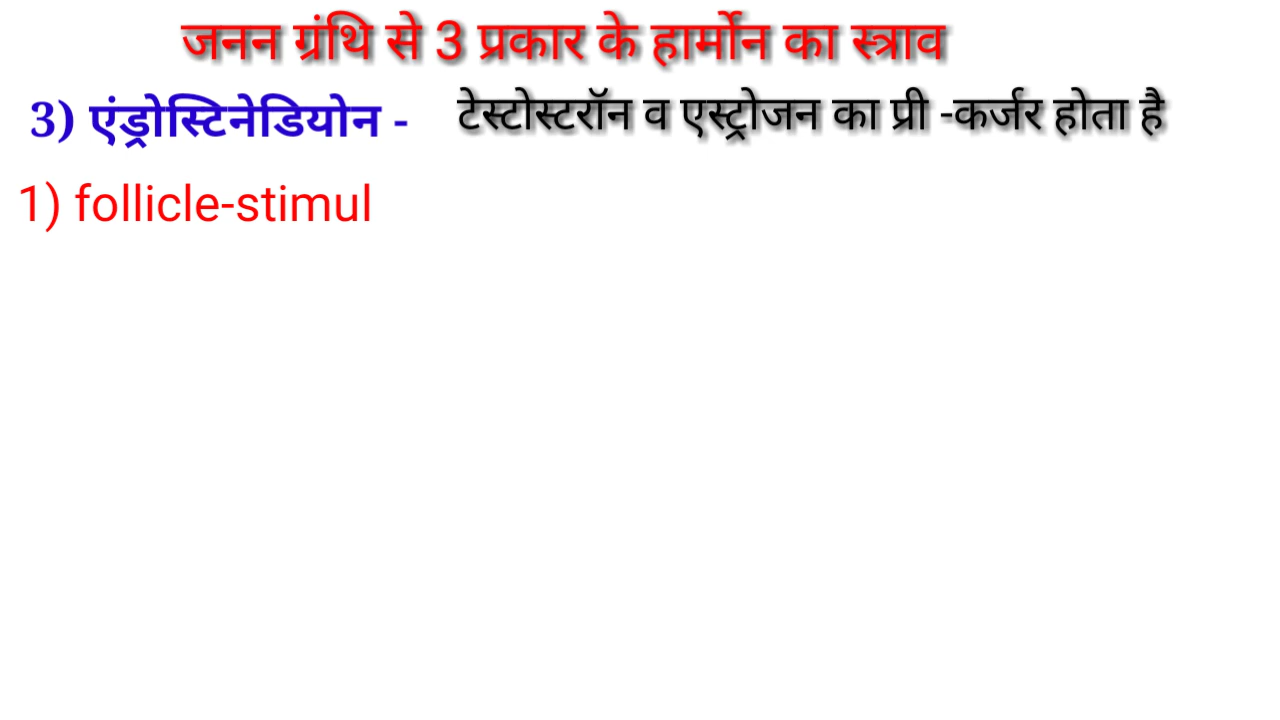 जनन ग्रंथि से 3 प्रकार के हार्मोन का स्त्राव
3) एंड्रोस्टिनेडियोन - टेस्टोस्टरॉन व एस्ट्रोजन का प्री -कर्जर होता है
1) follicle-stimul